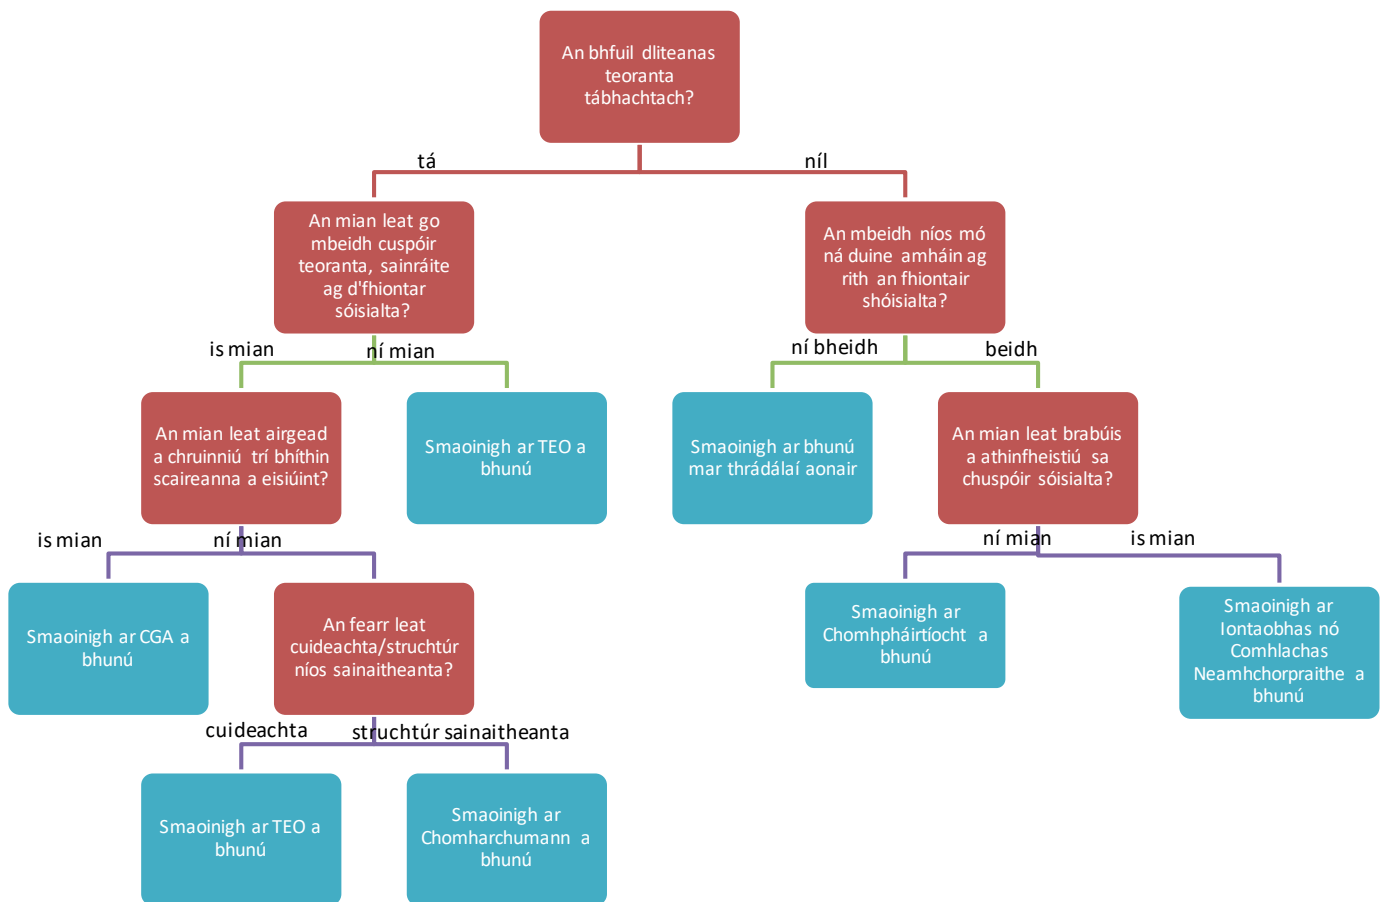 An bhfuil dliteanas
teoranta
tábhachtach?
tá
níl
An mian leat go
mbeidh cuspóir
teoranta, sainráite
ag d'fhiontar
sóisialta?
An mbeidh níos mó
ná duine amháin ag
rith an fhiontair
shóisialta?
is mian
ní mian
ní bheidh
beidh
An mian leat airgead
a chruinniú trí bhíthin
scaireanna a eisiúint?
Smaoinigh ar TEO a
bhunú
Smaoinigh ar bhunú
mar thrádálaí aonair
An mian leat brabúis
a athinfheistiú sa
chuspóir sóisialta?
is mian
ní mian
ní mian
is mian
Smaoinigh ar CGA a
bhunú
An fearr leat
cuideachta/struchtúr
níos sainaitheanta?
Smaoinigh ar
Chomhpháirtíocht a
bhunú
Smaoinigh ar
Iontaobhas nó
Comhlachas
Neamhchorpraithe a
bhunú
cuideachta
struchtúr sainaitheanta
Smaoinigh ar TEO a
bhunú
Smaoinigh ar
Chomharchumann a
bhunú